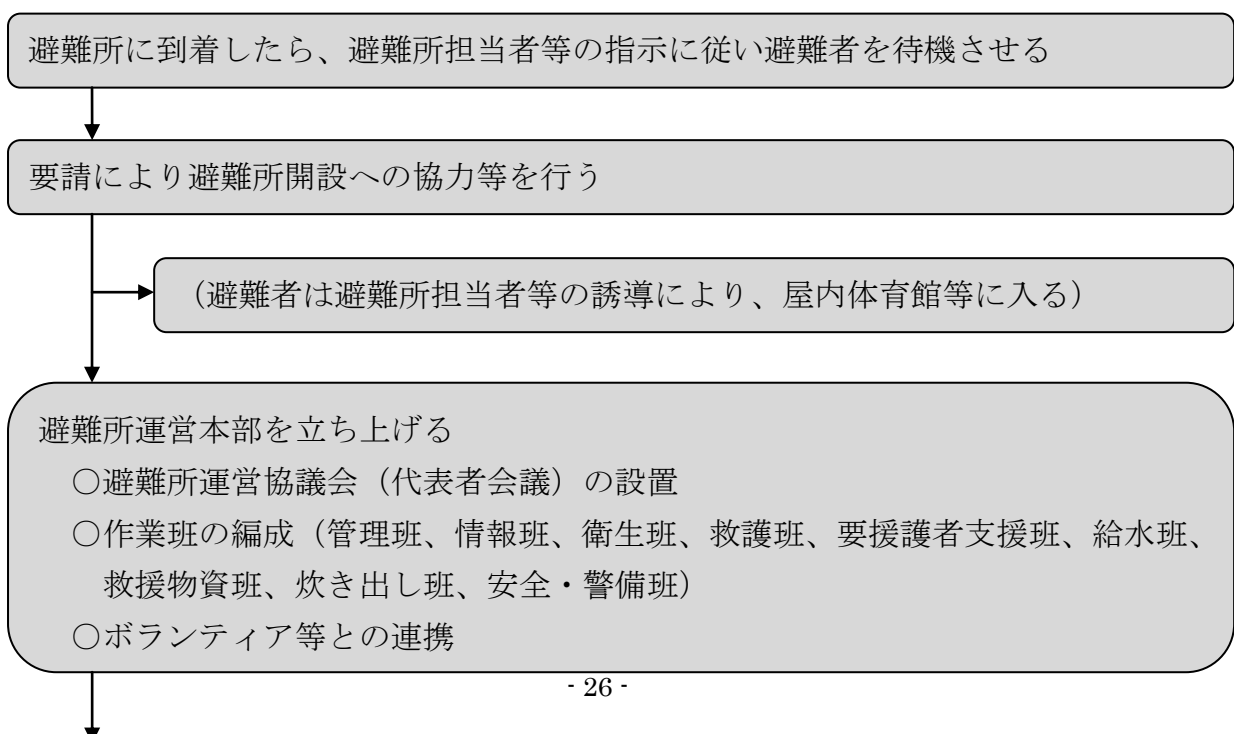 避難所に到着したら、避難所担当者等の指示に従い避難者を待機させる
要請により避難所開設への協力等を行う
（避難者は避難所担当者等の誘導により、屋内体育館等に入る）
避難所運営本部を立ち上げる
○避難所運営協議会（代表者会議）の設置
○作業班の編成（管理班、情報班、衛生班、救護班、要援護者支援班、給水班、
救援物資班、炊き出し班、安全・警備班）
○ボランティア等との連携
- 26 -